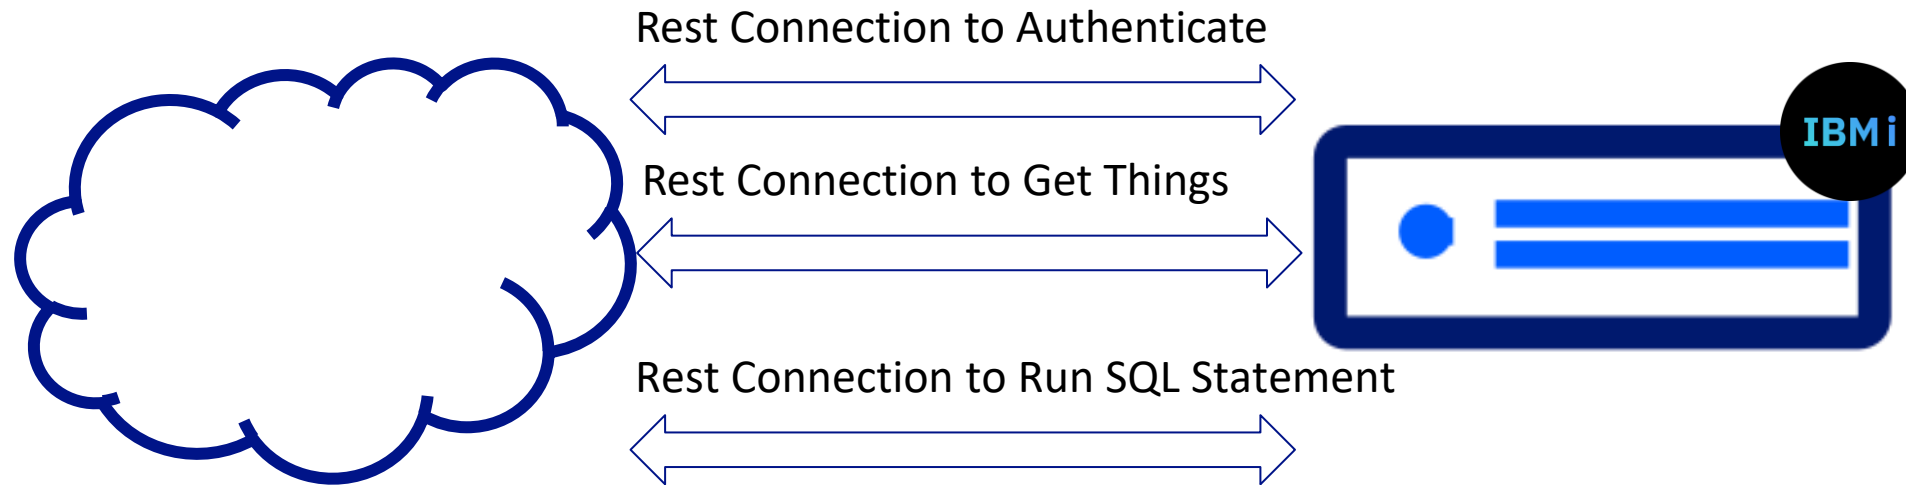 Rest Connection to Authenticate
IBM i
Rest Connection to Get Things
Rest Connection to Run SQL Statement